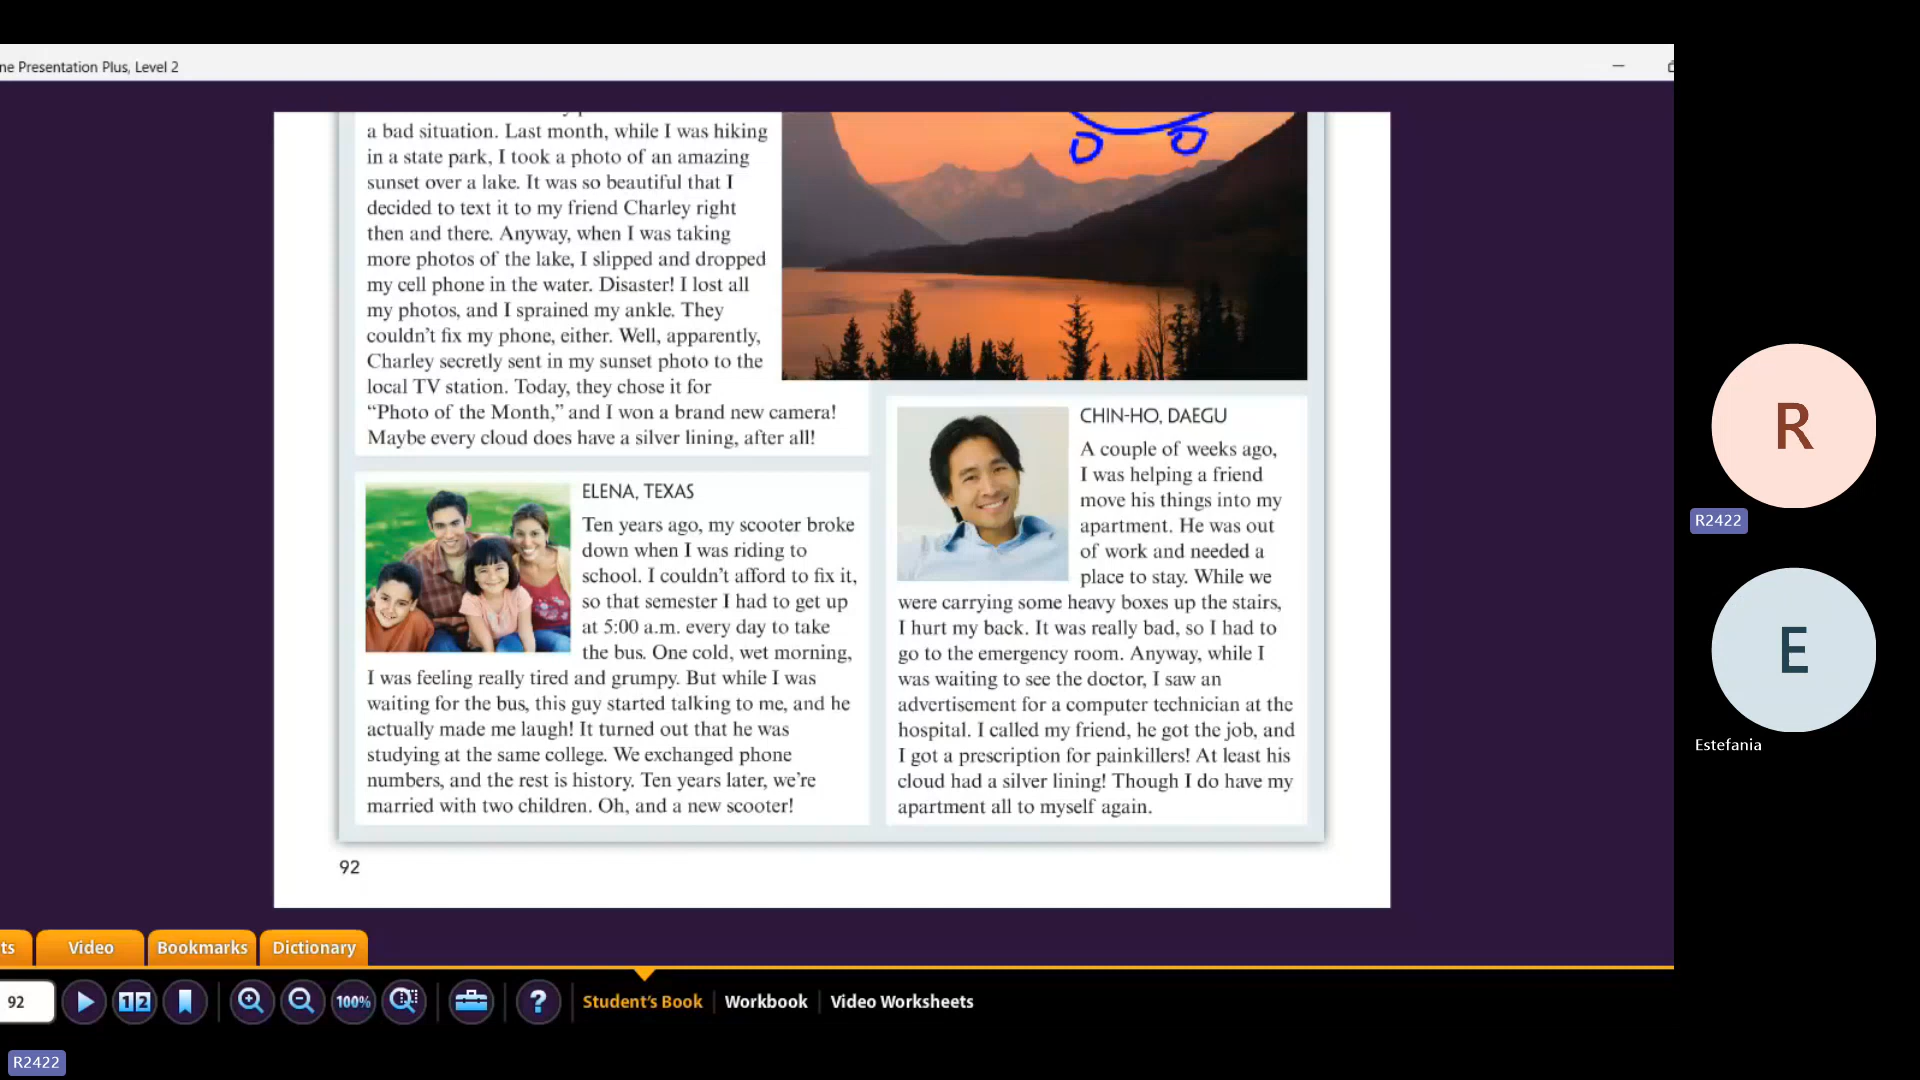 ne Presentation Plus, Level 2
a bad situation. Last month, while I was hiking
in a state park, I took a photo of an amazing
sunset over a lake. It was so beautiful that I
decided to text it to my friend Charley right
then and there. Anyway, when I was taking
more photos of the lake, I slipped and dropped
my cell phone in the water. Disaster! I lost all
my photos, and I sprained my ankle. They
couldn't fix my phone, either. Well, apparently,
Charley secretly sent in my sunset photo to the
local TV station. Today, they chose it for
“Photo of the Month,” and I won a brand new camera!
Maybe every cloud does have a silver lining, after all!
ELENA, TEXAS
Ten years ago, my scooter broke
down when I was riding to
school. I couldn't afford to fix it,
so that semester I had to get up
at 5:00 a.m. every day to take
the bus. One cold, wet morning,
I was feeling really tired and grumpy. But while I was
waiting for the bus, this guy started talking to me, and he
actually made me laugh! It turned out that he was
studying at the same college. We exchanged phone
numbers, and the rest is history. Ten years later, we're
married with two children. Oh, and a new scooter!
CHIN-HO, DAEGU
A couple of weeks ago,
I was helping a friend
move his things into my
apartment. He was out
of work and needed a
place to stay. While we
were carrying some heavy boxes up the stairs,
I hurt my back. It was really bad, so I had to
go to the emergency room. Anyway, while I
was waiting to see the doctor, I saw an
advertisement for a computer technician at the
hospital. I called my friend, he got the job, and
I got a prescription for painkillers! At least his
cloud had a silver lining! Though I do have my
apartment all to myself again.
92
R
R2422
E
Estefania
ts
Video
Bookmarks
Dictionary
92
1 2
100%
?
Student's Book
Workbook
Video Worksheets
R2422